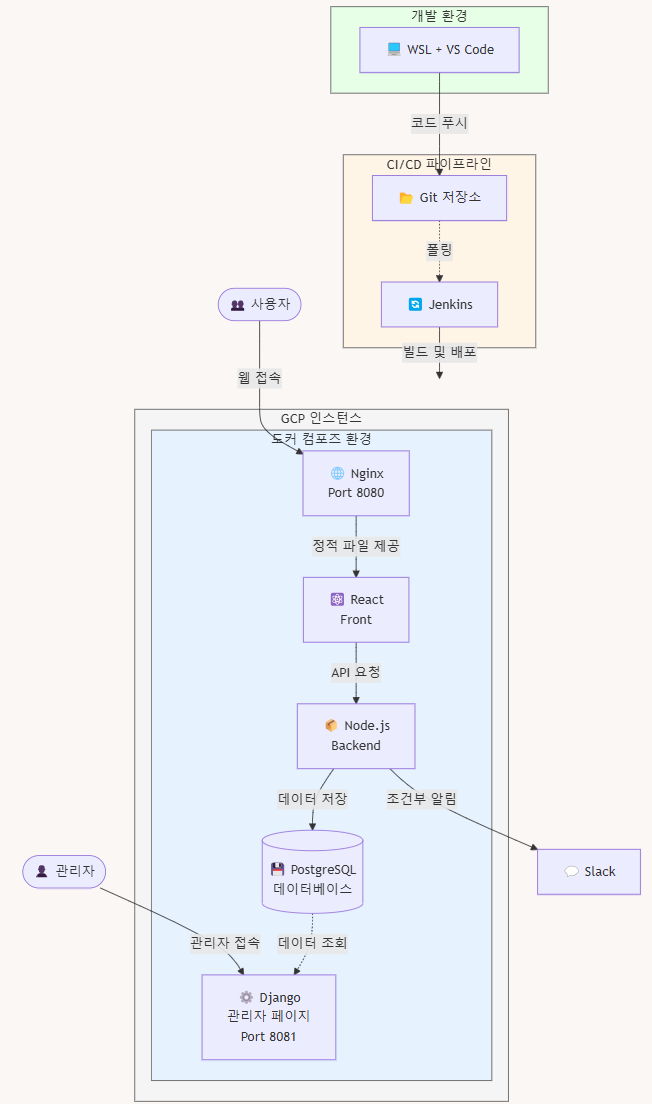 개발 환경
WSL + VS Code
코드 푸시
CI/CD 파이프라인
Git 저장소
폴링
Jenkins
빌드 및 배포
사용자
웹 접속
GCP 인스턴스
도커 컴포즈 환경
Nginx
Port 8080
정적 파일 제공
React
Front
API 요청
Node.js
Backend
데이터 저장
조건부 알림
PostgreSQL
데이터베이스
Slack
관리자
관리자 접속
데이터 조회
Django
관리자 페이지
Port 8081